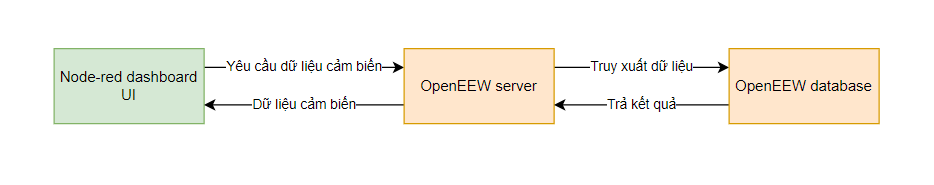 Node-red dashboard
UI
Yêu cầu dữ liệu cảm biến
Dữ liệu cảm biến
OpenEEW server
Truy xuất dữ liệu
Trả kết quả
OpenEEW database